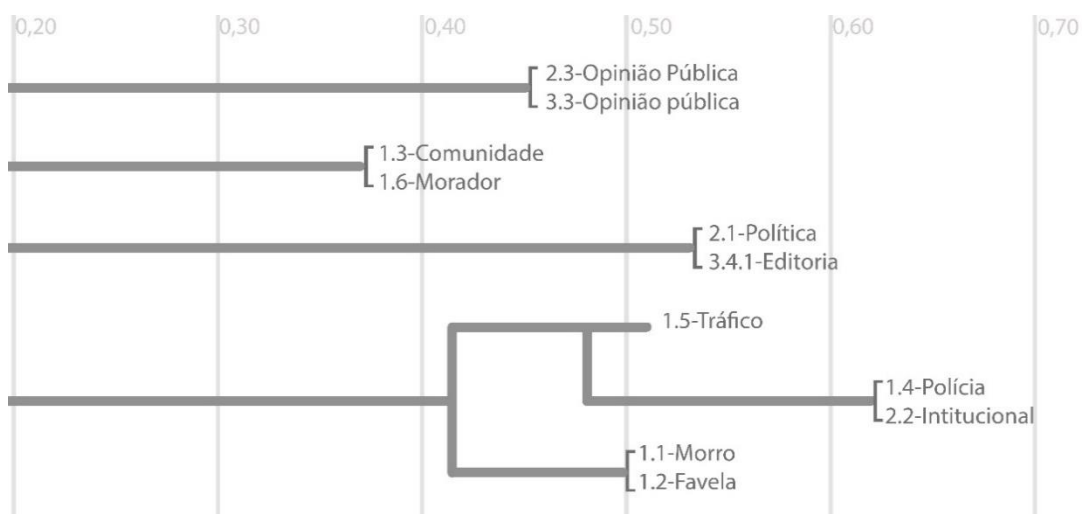 0,20 0,30 0,40 0,50 0,60 0,70
2.3-Opinião Pública
3.3-Opinião pública
1.3-Comunidade
1.6-Morador
2.1-Política
3.4.1-Editoria
1.5-Tráfico
1.4-Polícia
2.2-Intitucional
1.1-Morro
1.2-Favela